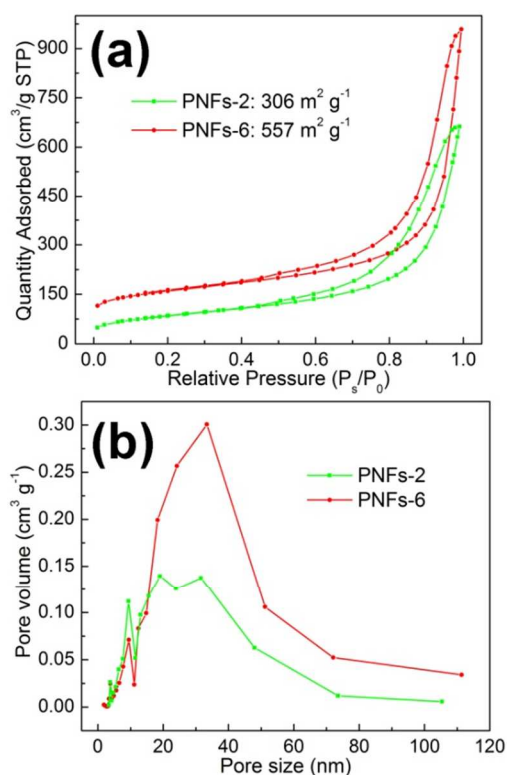 (a)
900
750
600
450
300
150
0
Quantity Adsorbed (cm³/g STP)
PNFs-2: 306 m² g⁻¹
PNFs-6: 557 m² g⁻¹
0.0 0.2 0.4 0.6 0.8 1.0
Relative Pressure (Pₛ/P₀)
(b)
0.30
0.25
0.20
0.15
0.10
0.05
0.00
Pore volume (cm³ g⁻¹)
PNFs-2
PNFs-6
0 20 40 60 80 100 120
Pore size (nm)